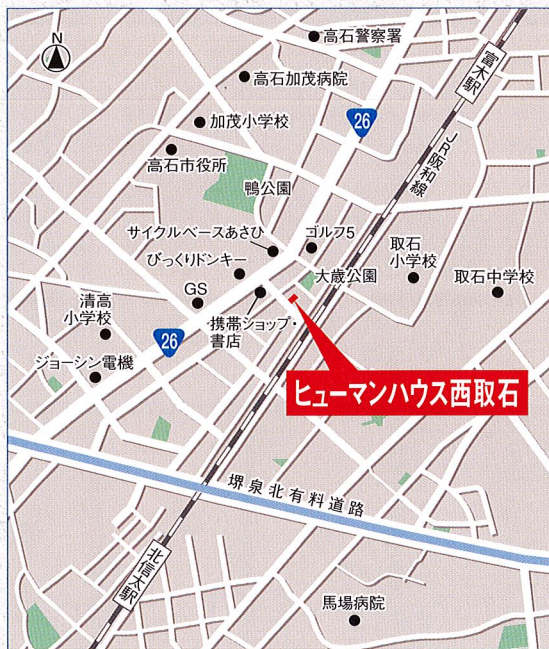 N
高石警察署
富木駅
高石加茂病院
26
加茂小学校
JR阪和線
高石市役所
鴨公園
サイクルベースあさひ
ゴルフ5
取石
小学校
びっくりドンキー
大歳公園
取石中学校
GS
清高
小学校
携帯ショップ・
書店
26
ジョーシン電機
ヒューマンハウス西取石
堺泉北有料道路
北信太駅
馬場病院